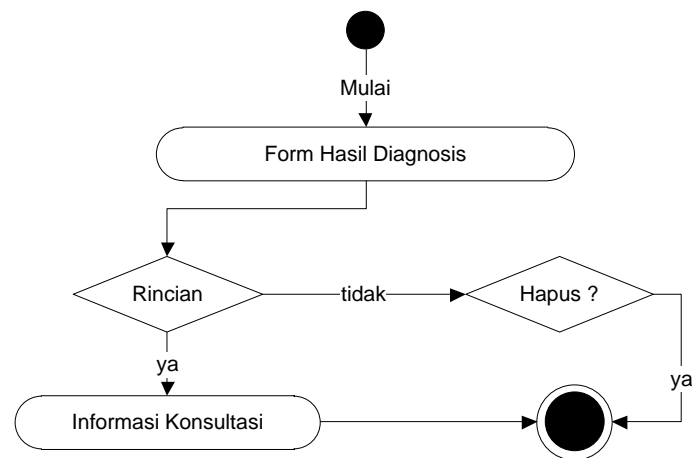 Mulai
Form Hasil Diagnosis
Rincian
tidak
Hapus ?
ya
ya
Informasi Konsultasi